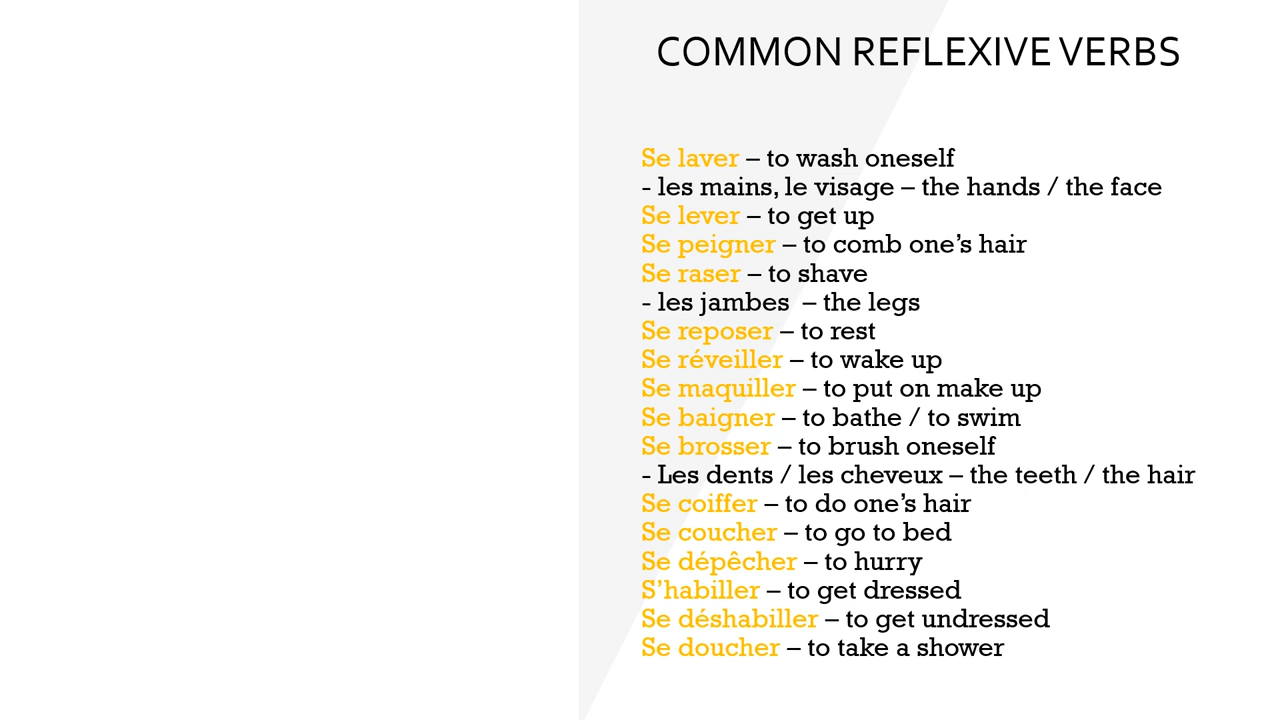 COMMON REFLEXIVE VERBS
Se laver – to wash oneself
- les mains, le visage – the hands / the face
Se lever – to get up
Se peigner – to comb one’s hair
Se raser – to shave
- les jambes  – the legs
Se reposer – to rest
Se réveiller – to wake up
Se maquiller – to put on make up
Se baigner – to bathe / to swim
Se brosser – to brush oneself
- Les dents / les cheveux – the teeth / the hair
Se coiffer – to do one’s hair
Se coucher – to go to bed
Se dépêcher – to hurry
S’habiller – to get dressed
Se déshabiller – to get undressed
Se doucher – to take a shower